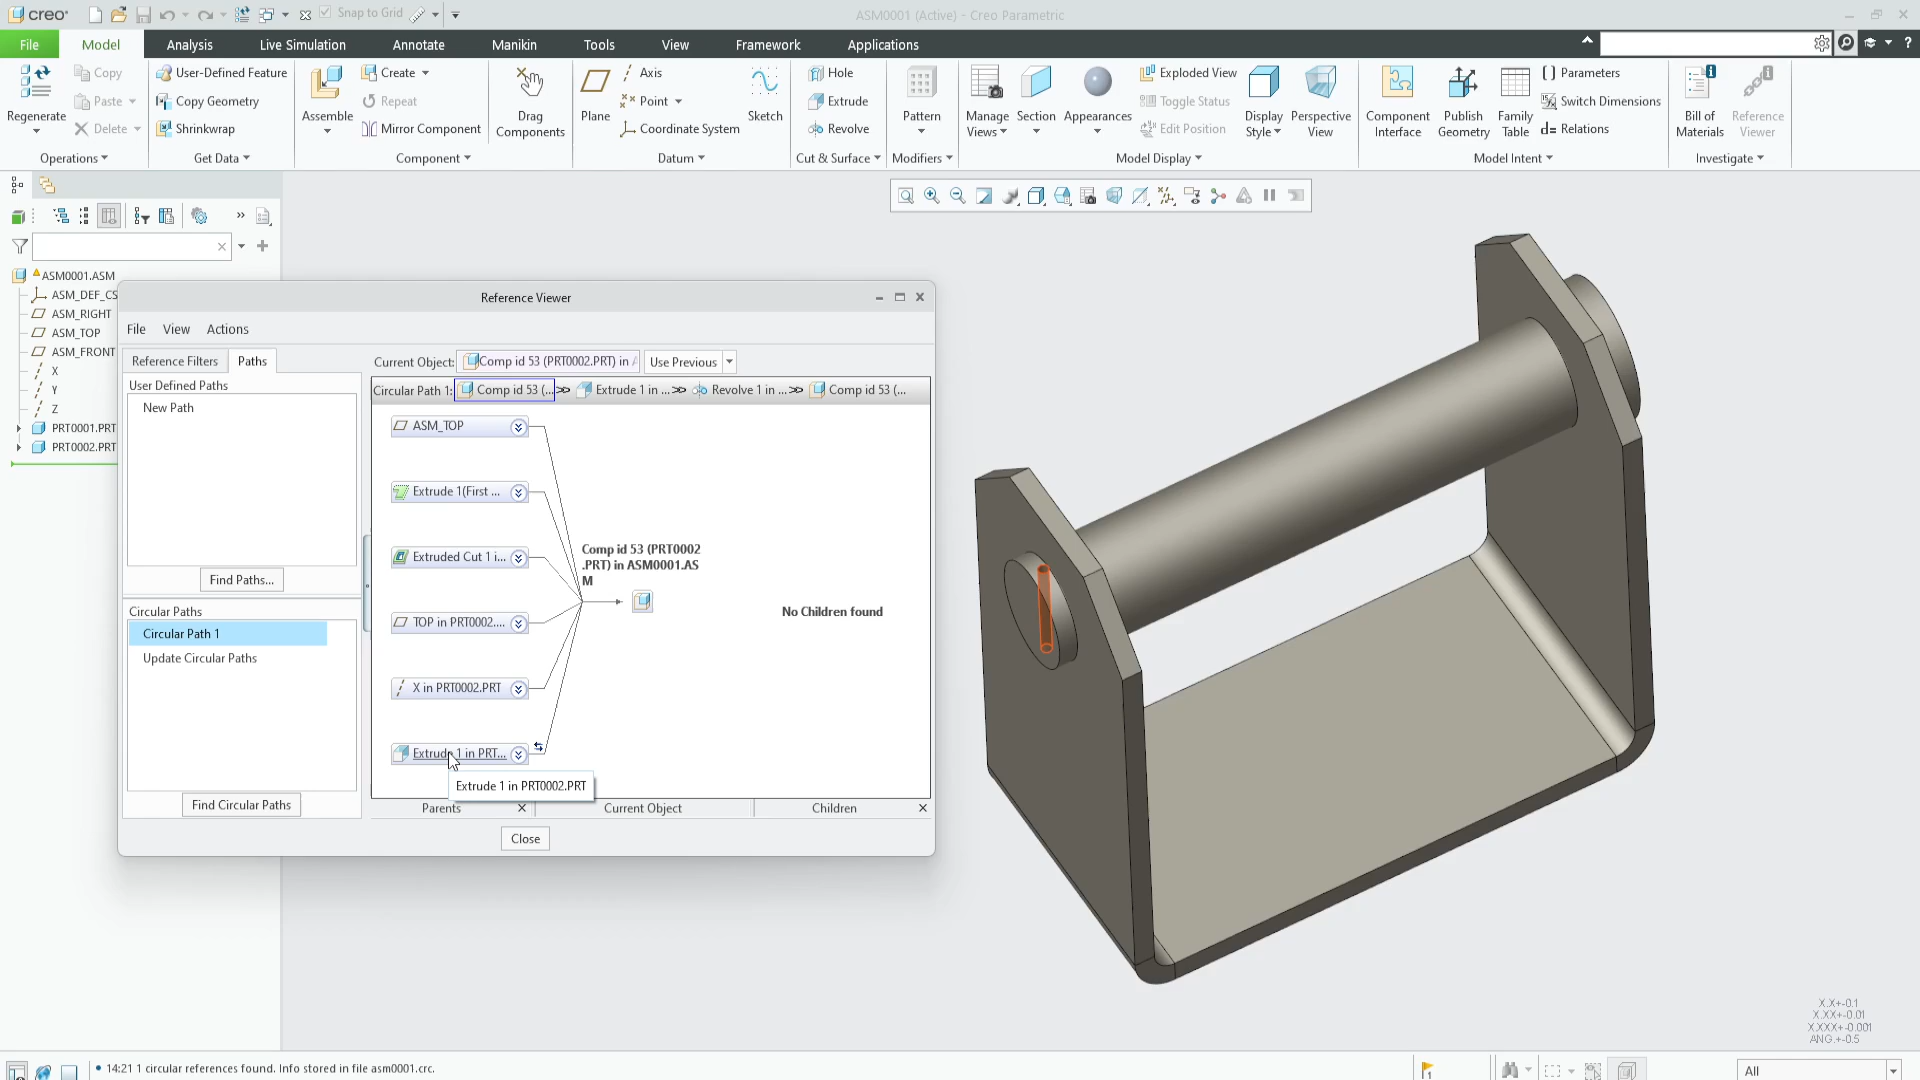 creo
Snap to Grid
ASM0001 (Active) - Creo Parametric
File Model Analysis Live Simulation Annotate Manikin Tools View Framework Applications
Regenerate
Copy
Paste
Delete
Operations
User-Defined Feature
Copy Geometry
Shrinkwrap
Get Data
Assemble
Create
Repeat
Mirror Component
Drag Components
Component
Plane
Axis
Point
Coordinate System
Sketch
Datum
Hole
Extrude
Revolve
Cut & Surface
Pattern
Modifiers
Manage Views
Section
Appearances
Exploded View
Toggle Status
Edit Position
Display Style
Perspective View
Model Display
Component Interface
Publish Geometry
Family Table
[] Parameters
Switch Dimensions
d= Relations
Model Intent
Bill of Materials
Reference Viewer
Investigate
ASM0001.ASM
ASM_DEF_CS
ASM_RIGHT
ASM_TOP
ASM_FRONT
X
Y
Z
PRT0001.PRT
PRT0002.PRT
Reference Viewer
File View Actions
Reference Filters Paths
User Defined Paths
New Path
Find Paths...
Circular Paths
Circular Path 1
Update Circular Paths
Find Circular Paths
Current Object: Comp id 53 (PRT0002.PRT) in Use Previous
Circular Path 1: Comp id 53 (... >> Extrude 1 in ... >> Revolve 1 in ... >> Comp id 53 (...
ASM_TOP
Extrude 1(First ...
Extruded Cut 1 i...
TOP in PRT0002....
X in PRT0002.PRT
Extrude 1 in PRT...
Extrude 1 in PRT0002.PRT
Comp id 53 (PRT0002
.PRT) in ASM0001.AS
M
No Children found
Parents Current Object Children
Close
X.X+-0.1
X.XX+-0.01
X.XXX+-0.001
ANG.+-0.5
• 14:21 1 circular references found. Info stored in file asm0001.crc.
1
All